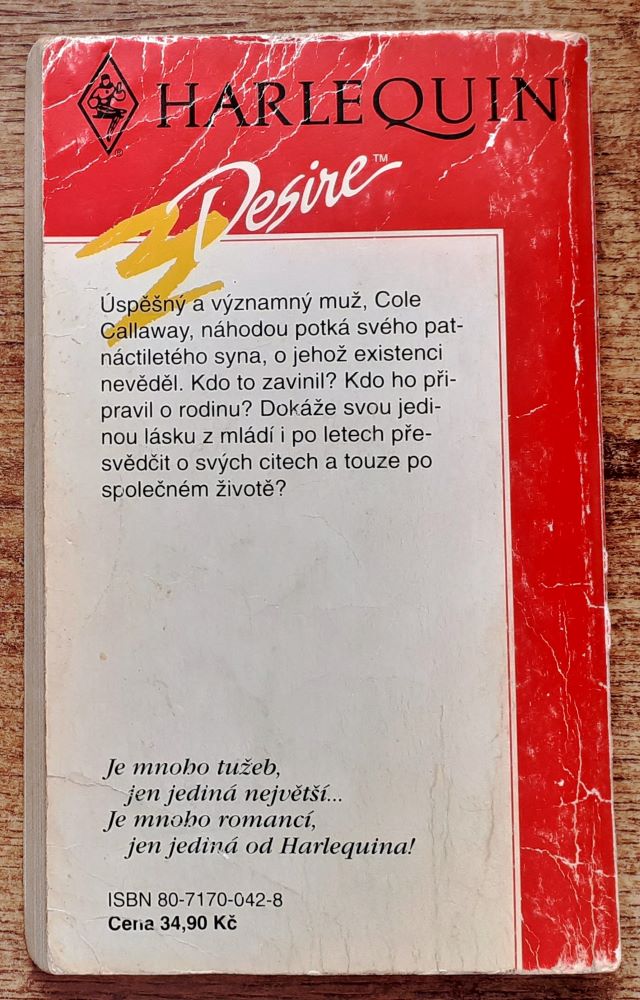 HARLEQUIN®
Desire™
Úspěšný a významný muž, Cole
Callaway, náhodou potká svého pat-
náctiletého syna, o jehož existenci
nevěděl. Kdo to zavinil? Kdo ho při-
pravil o rodinu? Dokáže svou jedi-
nou lásku z mládí i po letech pře-
svědčit o svých citech a touze po
společném životě?
Je mnoho tužeb,
jen jediná největší...
Je mnoho romancí,
jen jediná od Harlequina!
ISBN 80-7170-042-8
Cena 34,90 Kč